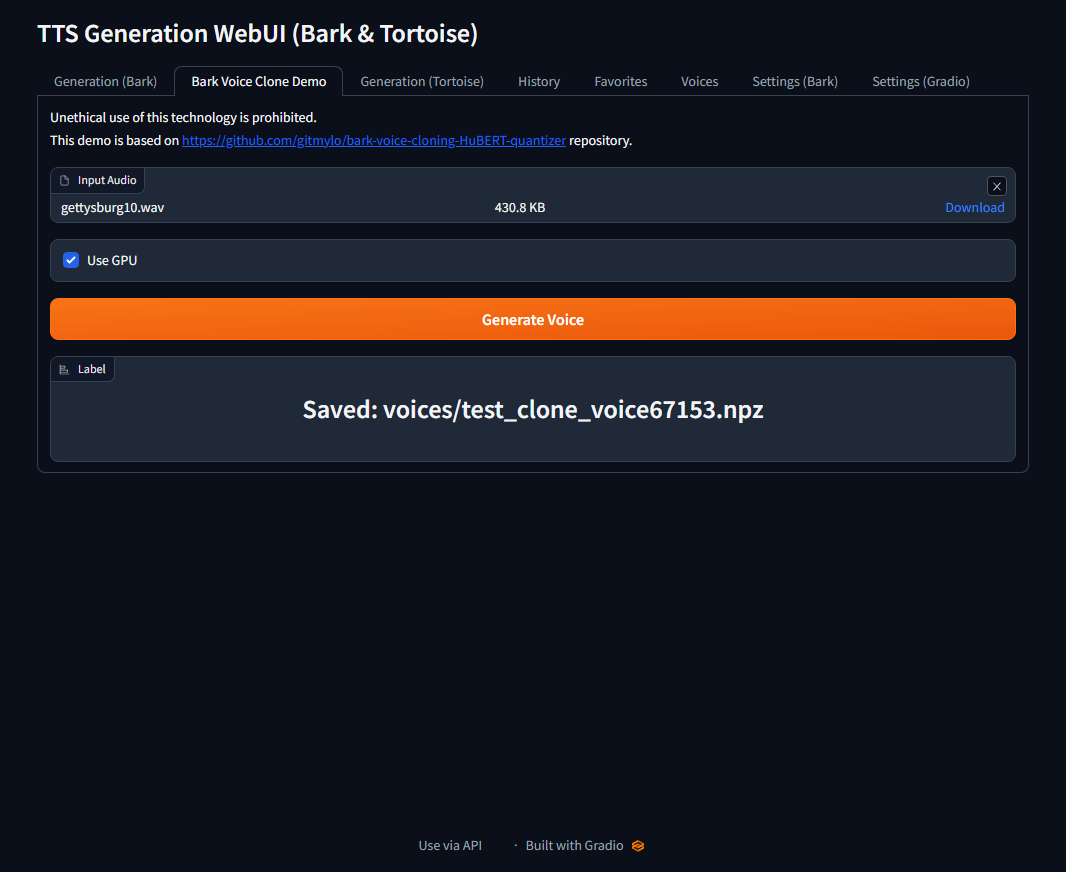 TTS Generation WebUI (Bark & Tortoise)
Generation (Bark) Bark Voice Clone Demo Generation (Tortoise) History Favorites Voices Settings (Bark) Settings (Gradio)
Unethical use of this technology is prohibited.
This demo is based on https://github.com/gitmylo/bark-voice-cloning-HuBERT-quantizer repository.
Input Audio
gettysburg10.wav 430.8 KB Download
Use GPU
Generate Voice
Label
Saved: voices/test_clone_voice67153.npz
Use via API · Built with Gradio